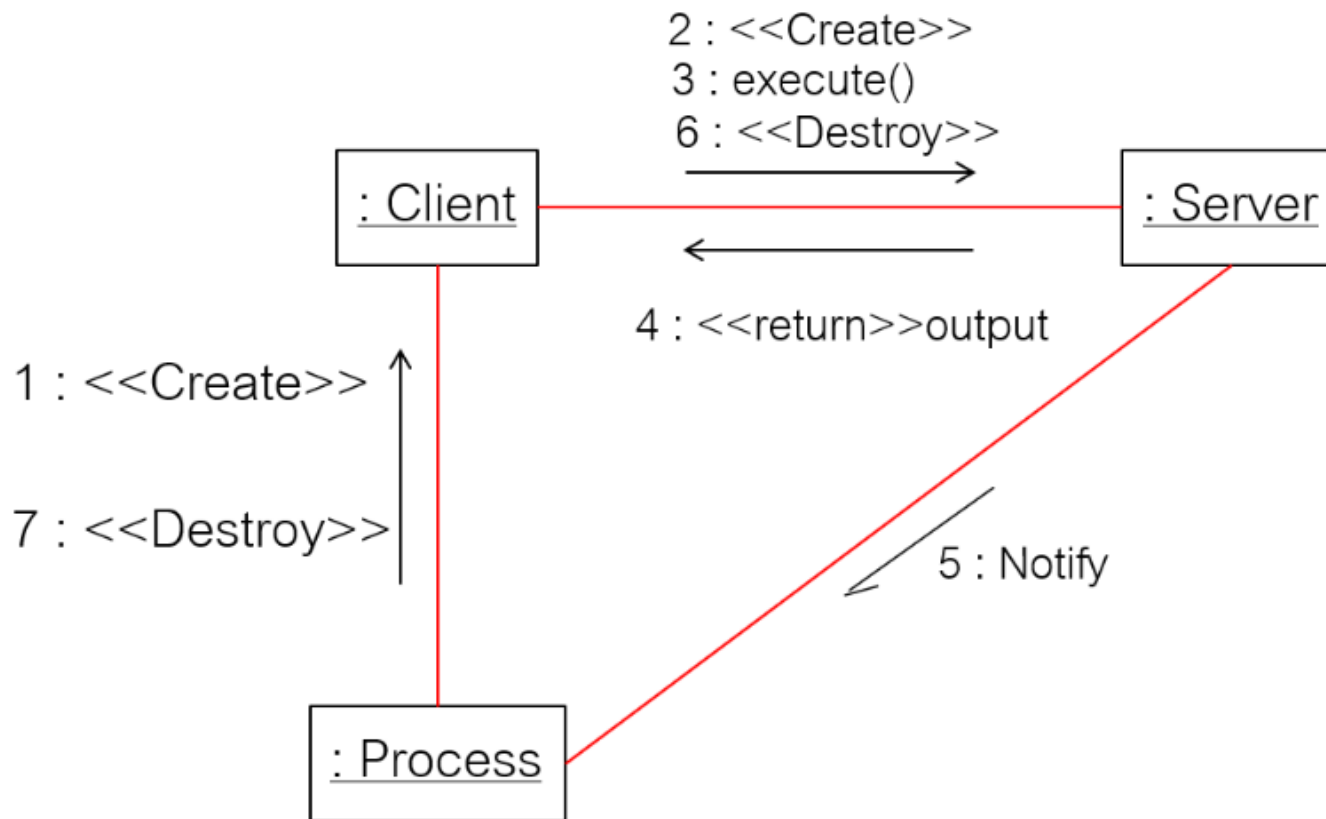 2 : <<Create>>
3 : execute()
6 : <<Destroy>>
: Client
: Server
4 : <<return>>output
1 : <<Create>>
7 : <<Destroy>>
5 : Notify
: Process